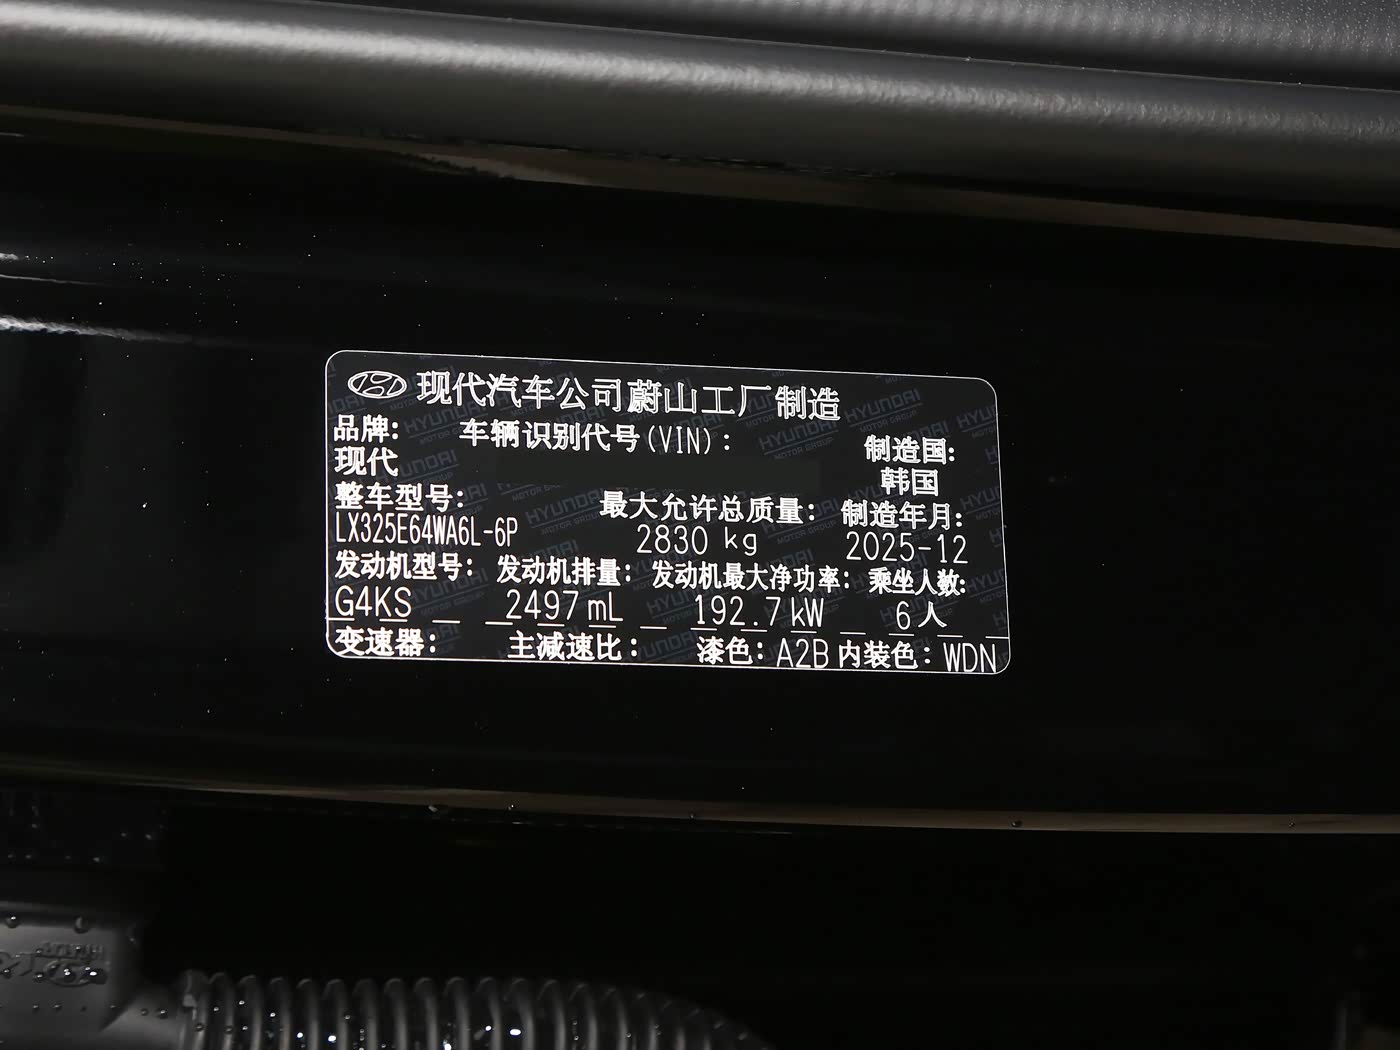 现代汽车公司蔚山工厂制造
品牌: 车辆识别代号(VIN): 制造国:
现代 韩国
整车型号: 最大允许总质量: 制造年月:
LX325E64WA6L-6P 2830 kg 2025-12
发动机型号: 发动机排量: 发动机最大净功率: 乘坐人数:
G4KS 2497 mL 192.7 kW 6 人
变速器: 主减速比: 漆色: A2B 内装色: WDN